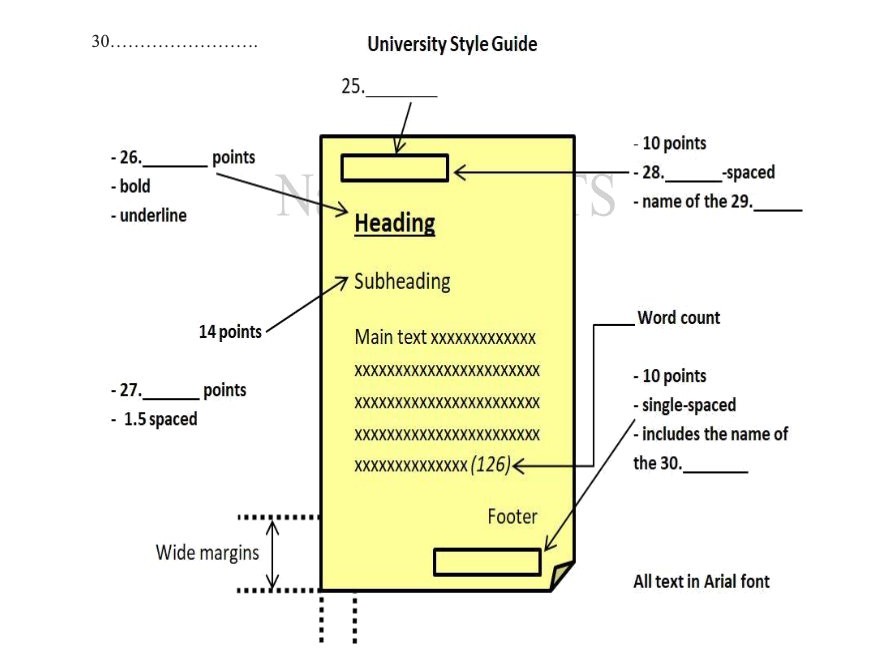 30.........................
University Style Guide
25.________
- 26.________ points
- bold
- underline
- 10 points
- 28.________-spaced
- name of the 29.______
Heading
Subheading
14 points
Main text xxxxxxxxxxxxx
xxxxxxxxxxxxxxxxxxxxxxx
xxxxxxxxxxxxxxxxxxxxxxx
xxxxxxxxxxxxxxxxxxxxxxx
xxxxxxxxxxxxxx (126)
Word count
- 27.________ points
- 1.5 spaced
- 10 points
- single-spaced
- includes the name of
the 30.________
Footer
Wide margins
All text in Arial font